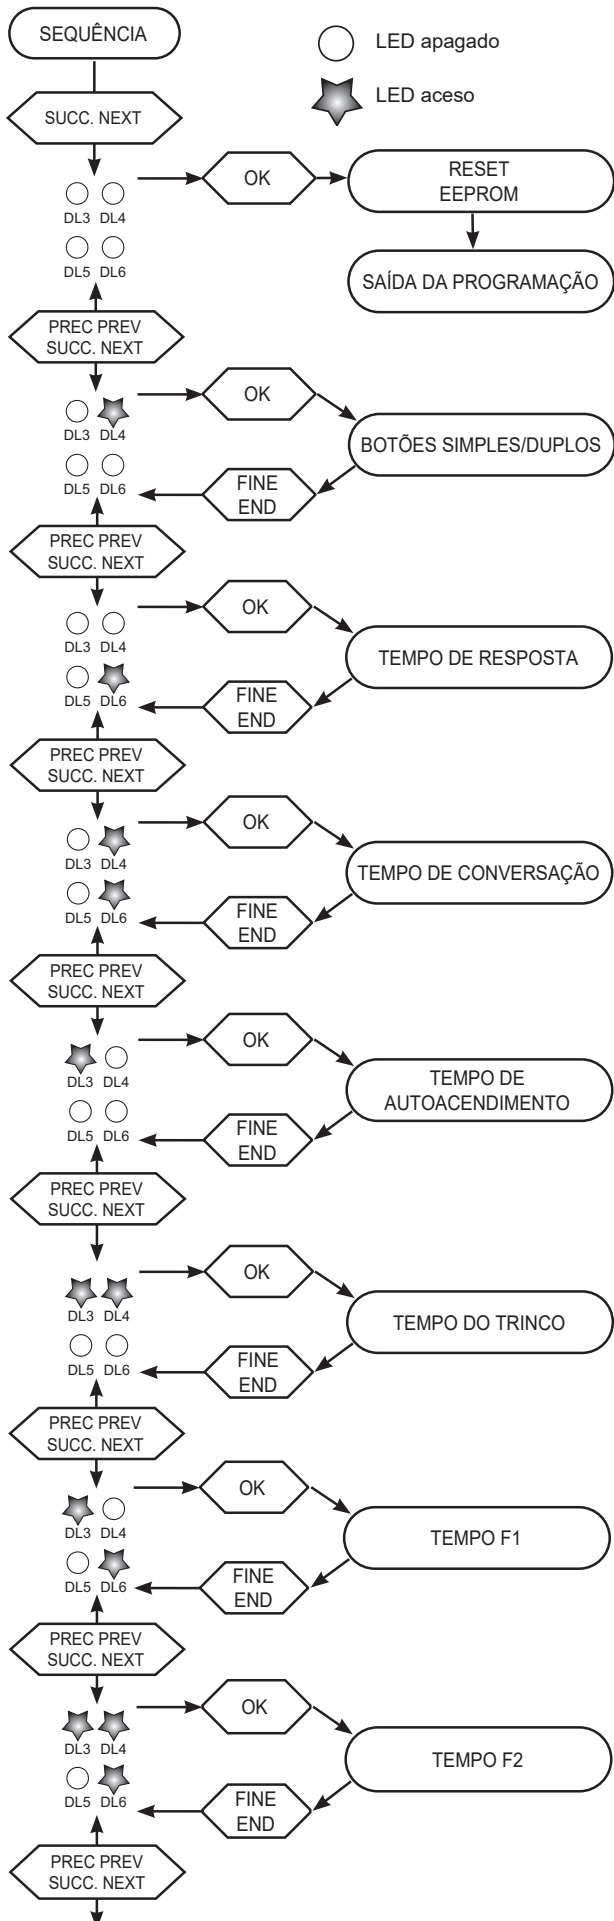 SEQUÊNCIA
LED apagado
LED aceso
SUCC. NEXT
OK
RESET
EEPROM
DL3 DL4
DL5 DL6
SAÍDA DA PROGRAMAÇÃO
PREC PREV
SUCC. NEXT
OK
DL3 DL4
BOTÕES SIMPLES/DUPLOS
DL5 DL6
FINE
END
PREC PREV
SUCC. NEXT
OK
DL3 DL4
TEMPO DE RESPOSTA
DL5 DL6
FINE
END
PREC PREV
SUCC. NEXT
OK
DL3 DL4
TEMPO DE CONVERSAÇÃO
DL5 DL6
FINE
END
PREC PREV
SUCC. NEXT
OK
DL3 DL4
TEMPO DE
AUTOACENDIMENTO
DL5 DL6
FINE
END
PREC PREV
SUCC. NEXT
OK
DL3 DL4
TEMPO DO TRINCO
DL5 DL6
FINE
END
PREC PREV
SUCC. NEXT
OK
DL3 DL4
TEMPO F1
DL5 DL6
FINE
END
PREC PREV
SUCC. NEXT
OK
DL3 DL4
TEMPO F2
DL5 DL6
FINE
END
PREC PREV
SUCC. NEXT